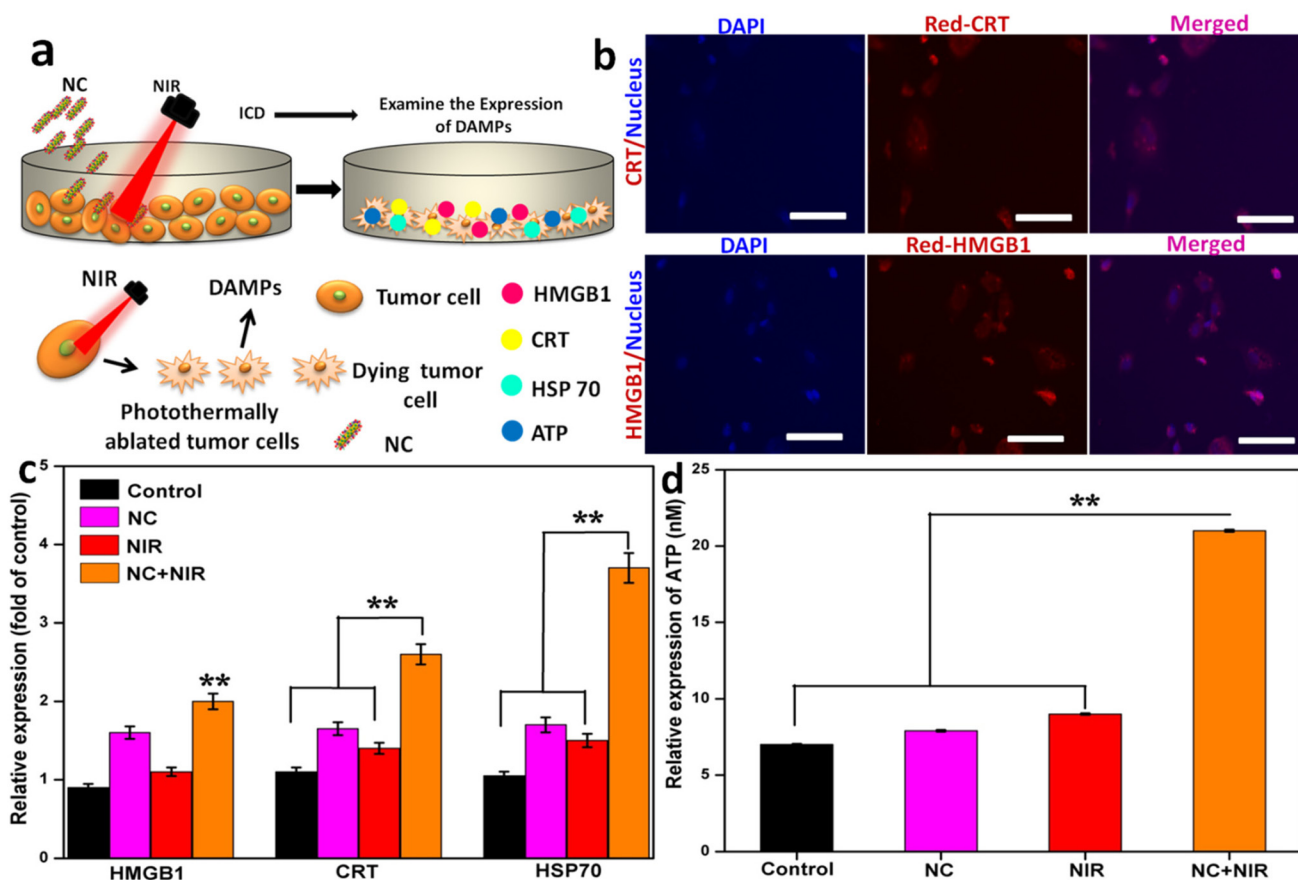 a
NC
NIR
ICD
Examine the Expression
of DAMPs
NIR
DAMPs
Tumor cell
Dying tumor
cell
Photothermally
ablated tumor cells
NC
HMGB1
CRT
HSP 70
ATP
b
DAPI
Red-CRT
Merged
CRT/Nucleus
DAPI
Red-HMGB1
Merged
HMGB1/Nucleus
c
Relative expression (fold of control)
5
4
3
2
1
0
Control
NC
NIR
NC+NIR
**
**
**
HMGB1
CRT
HSP70
d
Relative expression of ATP (nM)
25
20
15
10
5
0
**
Control
NC
NIR
NC+NIR